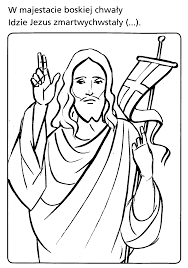 W majestacie boskiej chwały
Idzie Jezus zmartwychwstały (...).